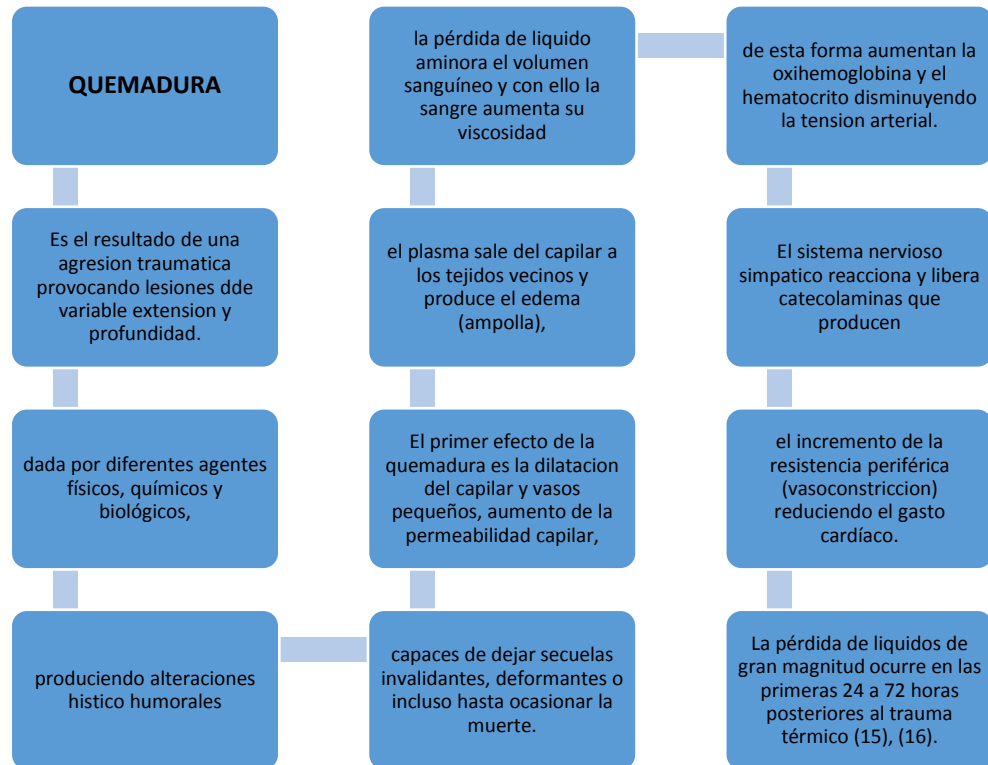 QUEMADURA
Es el resultado de una
agresion traumatica
provocando lesiones dde
variable extension y
profundidad.
dada por diferentes agentes
físicos, químicos y
biológicos,
produciendo alteraciones
histico humorales
capaces de dejar secuelas
invalidantes, deformantes o
incluso hasta ocasionar la
muerte.
El primer efecto de la
quemadura es la dilatacion
del capilar y vasos
pequeños, aumento de la
permeabilidad capilar,
el plasma sale del capilar a
los tejidos vecinos y
produce el edema
(ampolla),
la pérdida de liquido
aminora el volumen
sanguíneo y con ello la
sangre aumenta su
viscosidad
de esta forma aumentan la
oxihemoglobina y el
hematocrito disminuyendo
la tension arterial.
El sistema nervioso
simpatico reacciona y libera
catecolaminas que
producen
el incremento de la
resistencia periférica
(vasoconstriccion)
reduciendo el gasto
cardíaco.
La pérdida de liquidos de
gran magnitud ocurre en las
primeras 24 a 72 horas
posteriores al trauma
térmico (15), (16).